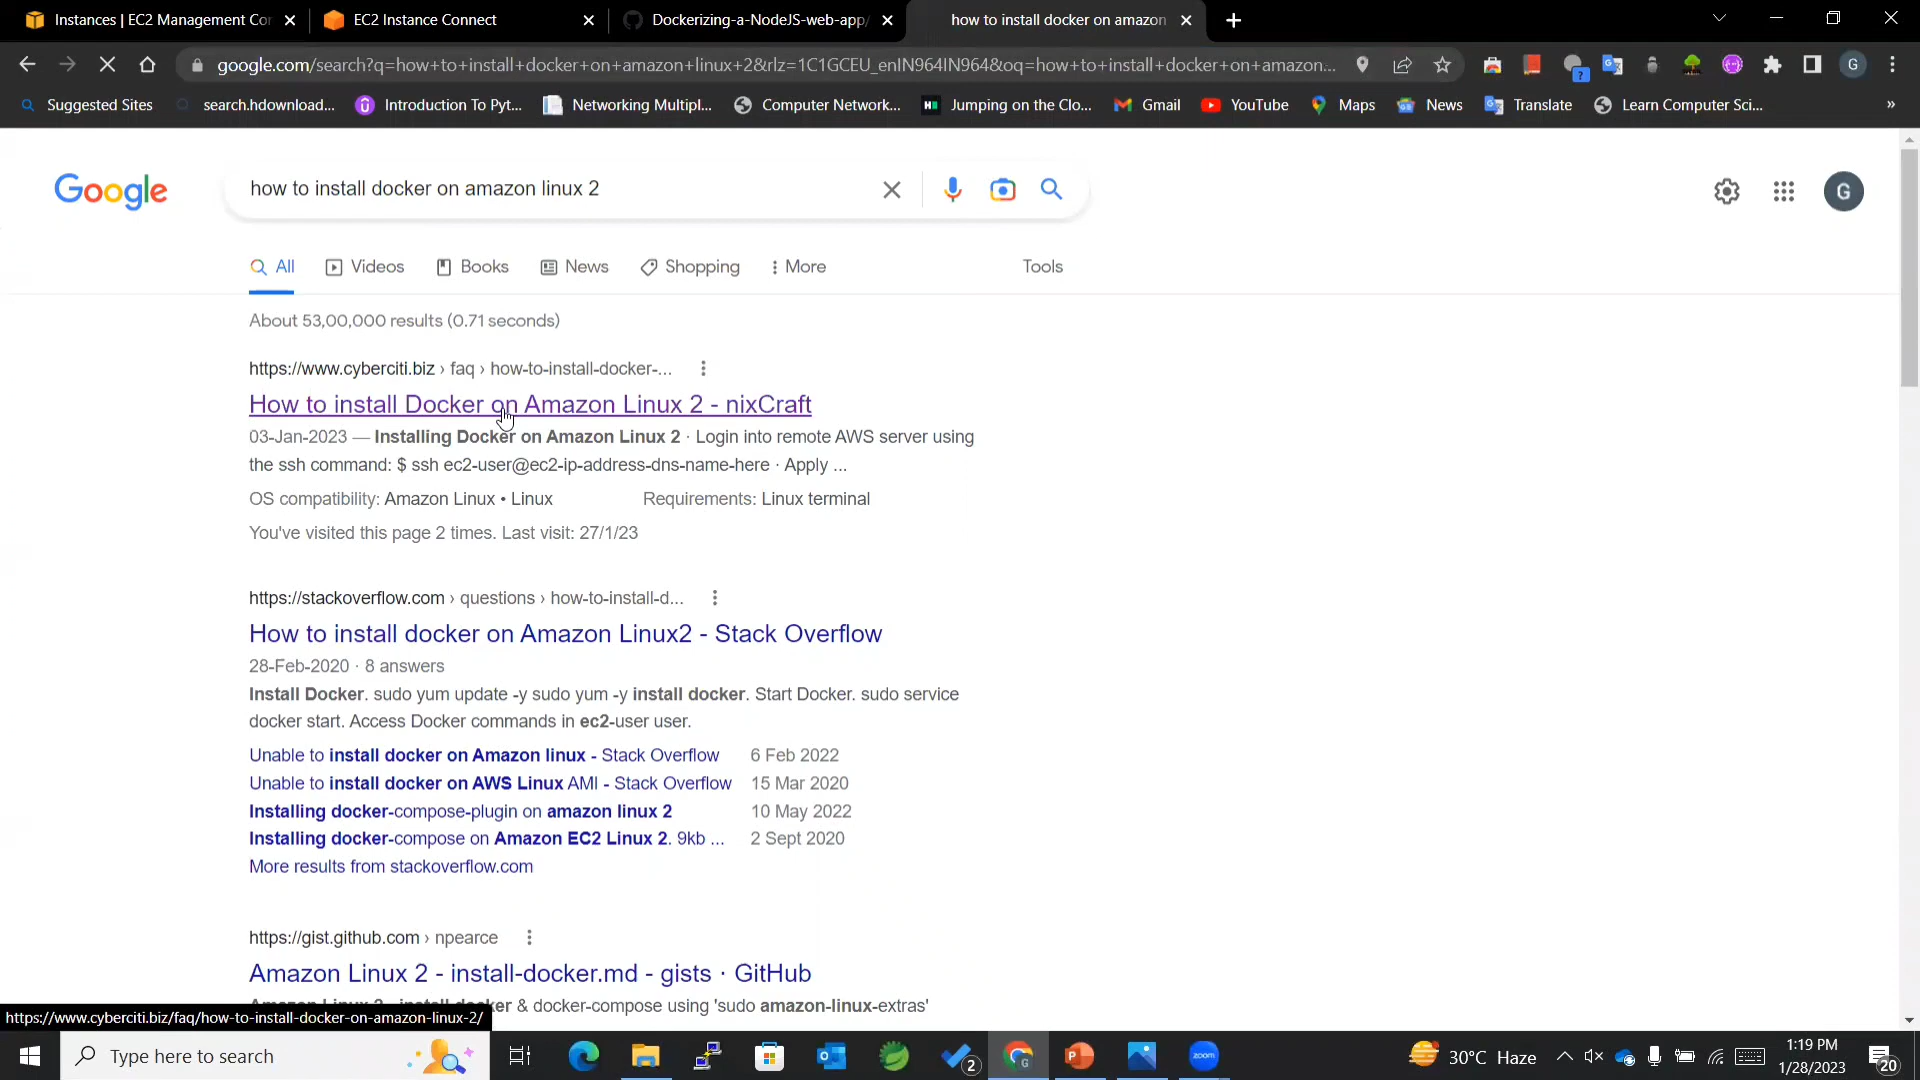 Instances | EC2 Management Cor
EC2 Instance Connect
Dockerizing-a-NodeJS-web-app/
how to install docker on amazon
google.com/search?q=how+to+install+docker+on+amazon+linux+2&rlz=1C1GCEU_enIN964IN964&oq=how+to+install+docker+on+amazon...
Suggested Sites
search.hdownload...
Introduction To Pyt...
Networking Multipl...
Computer Network...
Jumping on the Clo...
Gmail
YouTube
Maps
News
Translate
Learn Computer Sci...
»
Google
how to install docker on amazon linux 2
G
All
Videos
Books
News
Shopping
More
Tools
About 53,00,000 results (0.71 seconds)
https://www.cyberciti.biz › faq › how-to-install-docker-...
How to install Docker on Amazon Linux 2 - nixCraft
03-Jan-2023 — Installing Docker on Amazon Linux 2 · Login into remote AWS server using
the ssh command: $ ssh ec2-user@ec2-ip-address-dns-name-here · Apply ...
OS compatibility: Amazon Linux • Linux
Requirements: Linux terminal
You've visited this page 2 times. Last visit: 27/1/23
https://stackoverflow.com › questions › how-to-install-d...
How to install docker on Amazon Linux2 - Stack Overflow
28-Feb-2020 · 8 answers
Install Docker. sudo yum update -y sudo yum -y install docker. Start Docker. sudo service
docker start. Access Docker commands in ec2-user user.
Unable to install docker on Amazon linux - Stack Overflow 6 Feb 2022
Unable to install docker on AWS Linux AMI - Stack Overflow 15 Mar 2020
Installing docker-compose-plugin on amazon linux 2 10 May 2022
Installing docker-compose on Amazon EC2 Linux 2. 9kb ... 2 Sept 2020
More results from stackoverflow.com
https://gist.github.com › npearce
Amazon Linux 2 - install-docker.md - gists · GitHub
Amazon Linux 2 - install-docker & docker-compose using 'sudo amazon-linux-extras'
https://www.cyberciti.biz/faq/how-to-install-docker-on-amazon-linux-2/
Type here to search
2
zoom
30°C Haze
1:19 PM
1/28/2023
20